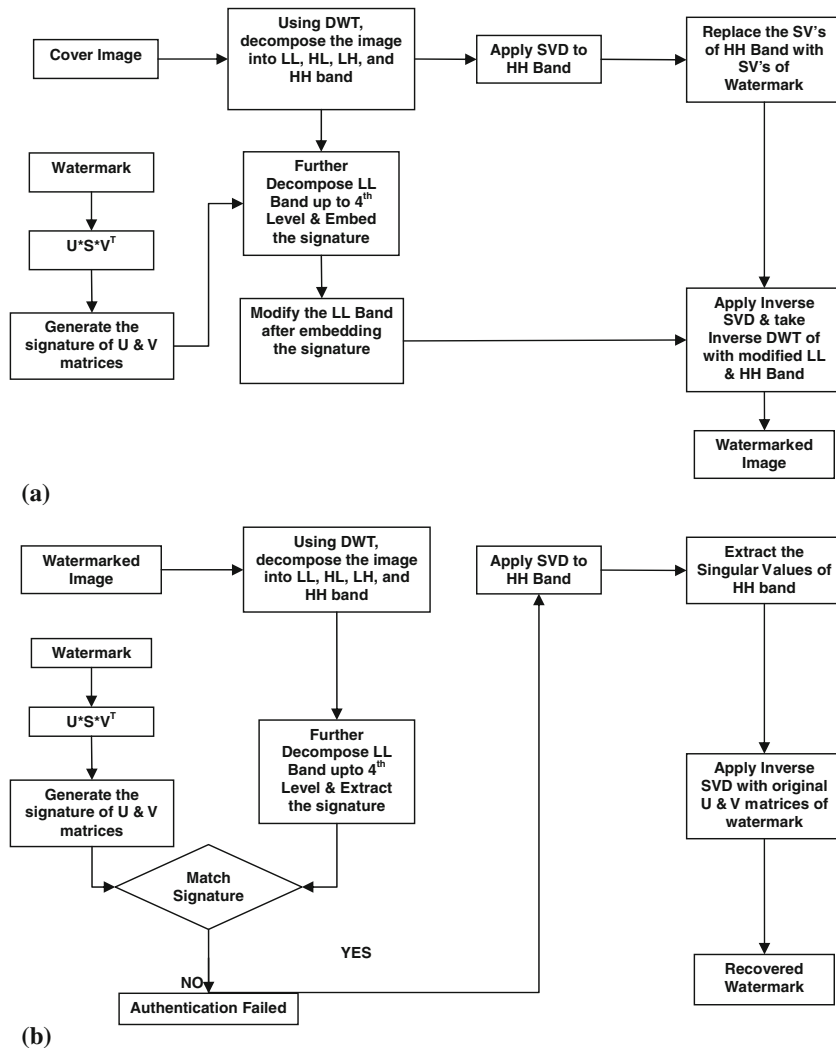 Cover Image
Using DWT,
decompose the image
into LL, HL, LH, and
HH band
Apply SVD to
HH Band
Replace the SV's
of HH Band with
SV's of
Watermark
Watermark
U*S*V^T
Generate the
signature of U & V
matrices
Further
Decompose LL
Band up to 4th
Level & Embed
the signature
Modify the LL Band
after embedding
the signature
Apply Inverse
SVD & take
Inverse DWT of
with modified LL
& HH Band
Watermarked
Image
(a)
Watermarked
Image
Using DWT,
decompose the image
into LL, HL, LH, and
HH band
Apply SVD to
HH Band
Extract the
Singular Values of
HH band
Watermark
U*S*V^T
Generate the
signature of U & V
matrices
Further
Decompose LL
Band upto 4th
Level & Extract
the signature
Apply Inverse
SVD with original
U & V matrices of
watermark
Match
Signature
YES
NO
Authentication Failed
Recovered
Watermark
(b)